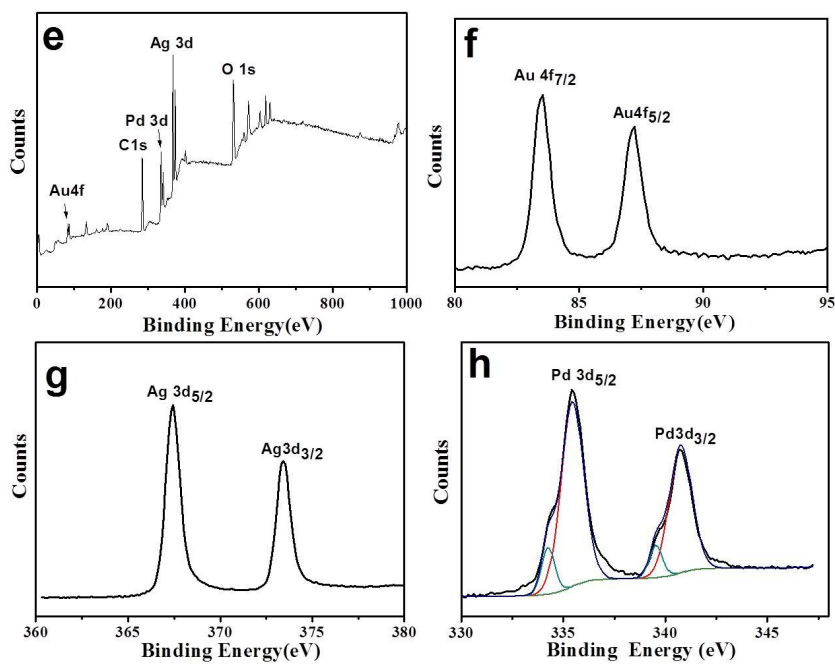 e
Ag 3d
O 1s
Pd 3d
C1s
Au4f
Counts
0 200 400 600 800 1000
Binding Energy(eV)
f
Au 4f7/2
Au4f5/2
Counts
80 85 90 95
Binding Energy(eV)
g
Ag 3d5/2
Ag3d3/2
Counts
360 365 370 375 380
Binding Energy(eV)
h
Pd 3d5/2
Pd3d3/2
Counts
330 335 340 345
Binding Energy (eV)